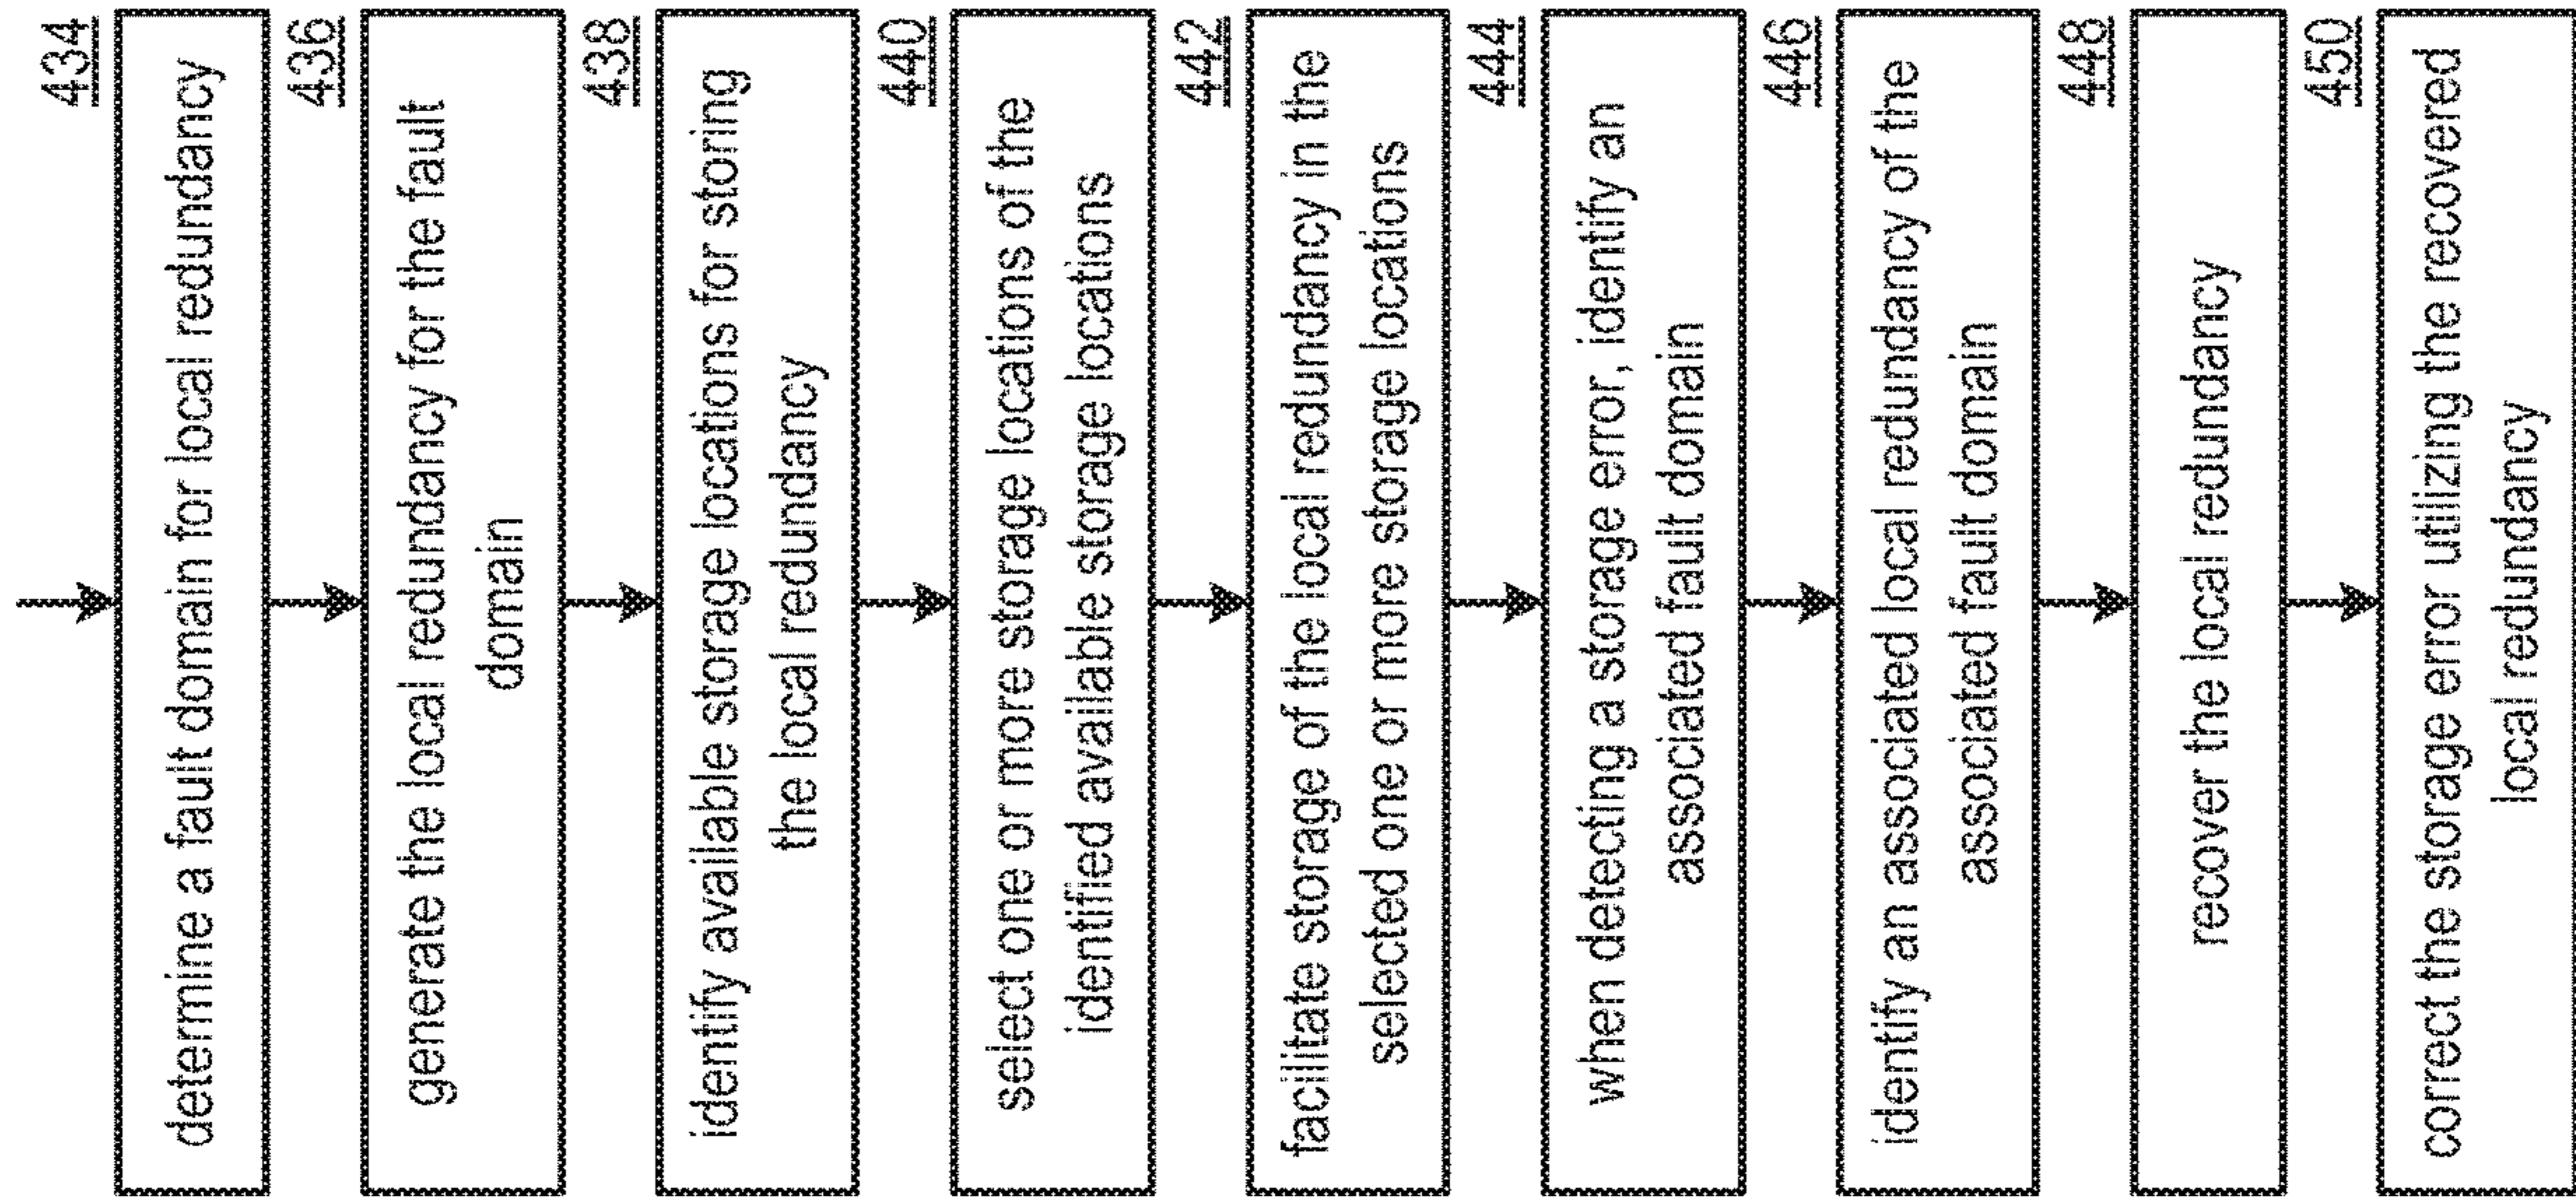 434
determine a fault domain for local redundancy
436
generate the local redundancy for the fault
domain
438
identify available storage locations for storing
the local redundancy
440
select one or more storage locations of the
identified available storage locations
442
facilitate storage of the local redundancy in the
selected one or more storage locations
444
when detecting a storage error, identify an
associated fault domain
446
identify an associated local redundancy of the
associated fault domain
448
recover the local redundancy
450
correct the storage error utilizing the recovered
local redundancy